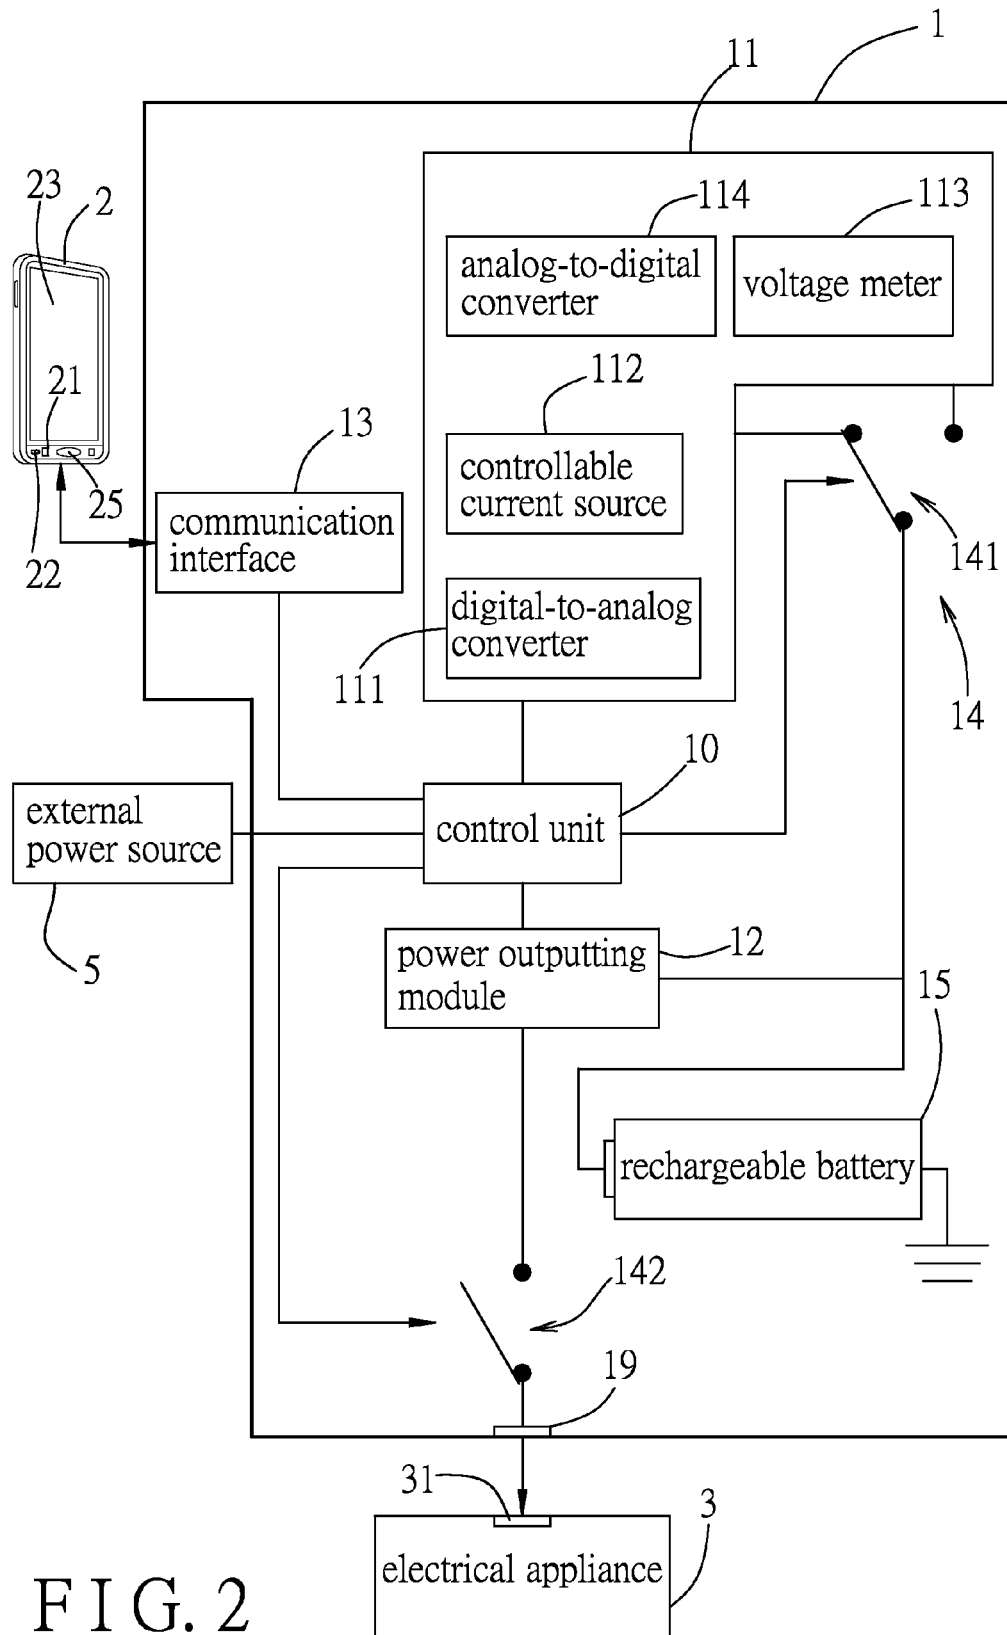 1
11
23
2
114
113
analog-to-digital
converter
voltage meter
112
21
13
controllable
current source
25
communication
interface
22
141
digital-to-analog
converter
111
14
10
external
power source
control unit
5
12
power outputting
module
15
rechargeable battery
142
19
31
3
electrical appliance
FIG. 2